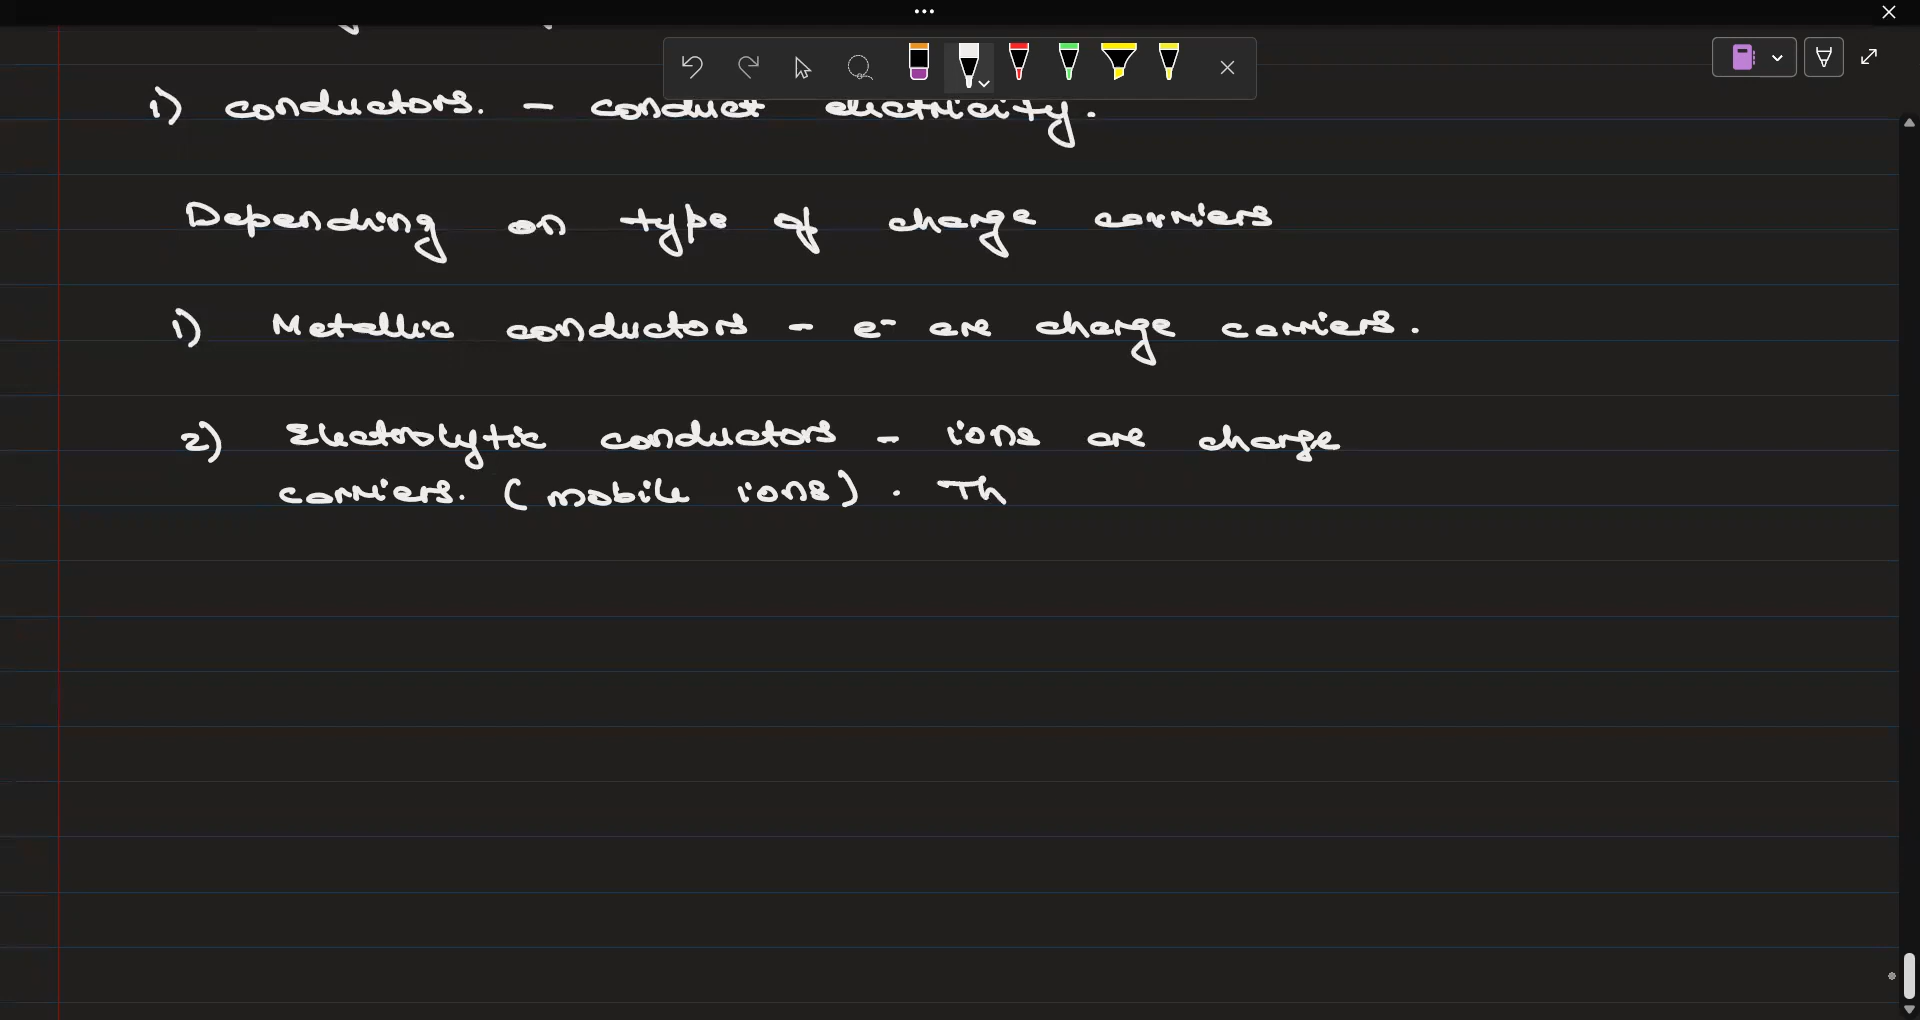 1) conductors. - conduct electricity.
Depending on type of charge carriers
1) Metallic conductors - e⁻ are charge carriers.
2) Electrolytic conductors - ions are charge
carriers. (mobile ions). Th